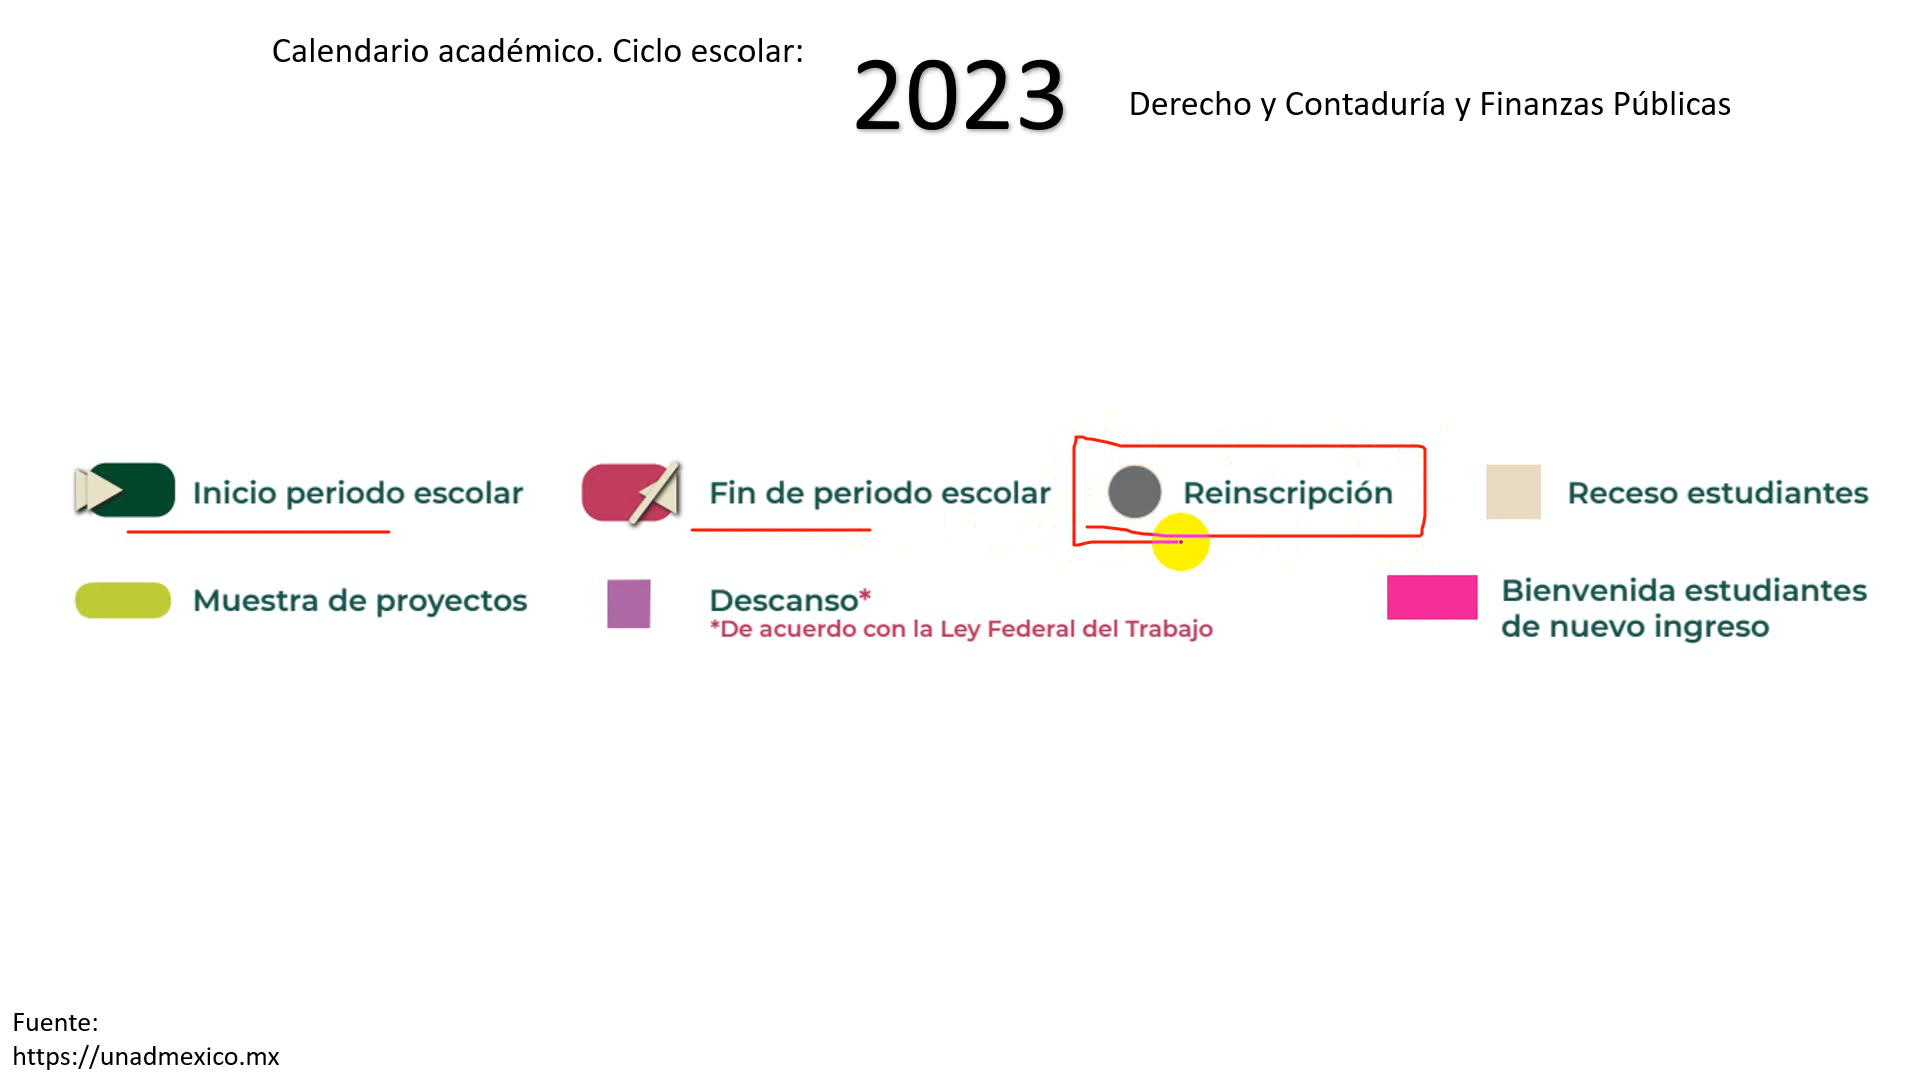 Calendario académico. Ciclo escolar:
2023
Derecho y Contaduría y Finanzas Públicas
Inicio periodo escolar
Fin de periodo escolar
Reinscripción
Receso estudiantes
Muestra de proyectos
Descanso*
*De acuerdo con la Ley Federal del Trabajo
Bienvenida estudiantes
de nuevo ingreso
Fuente:
https://unadmexico.mx